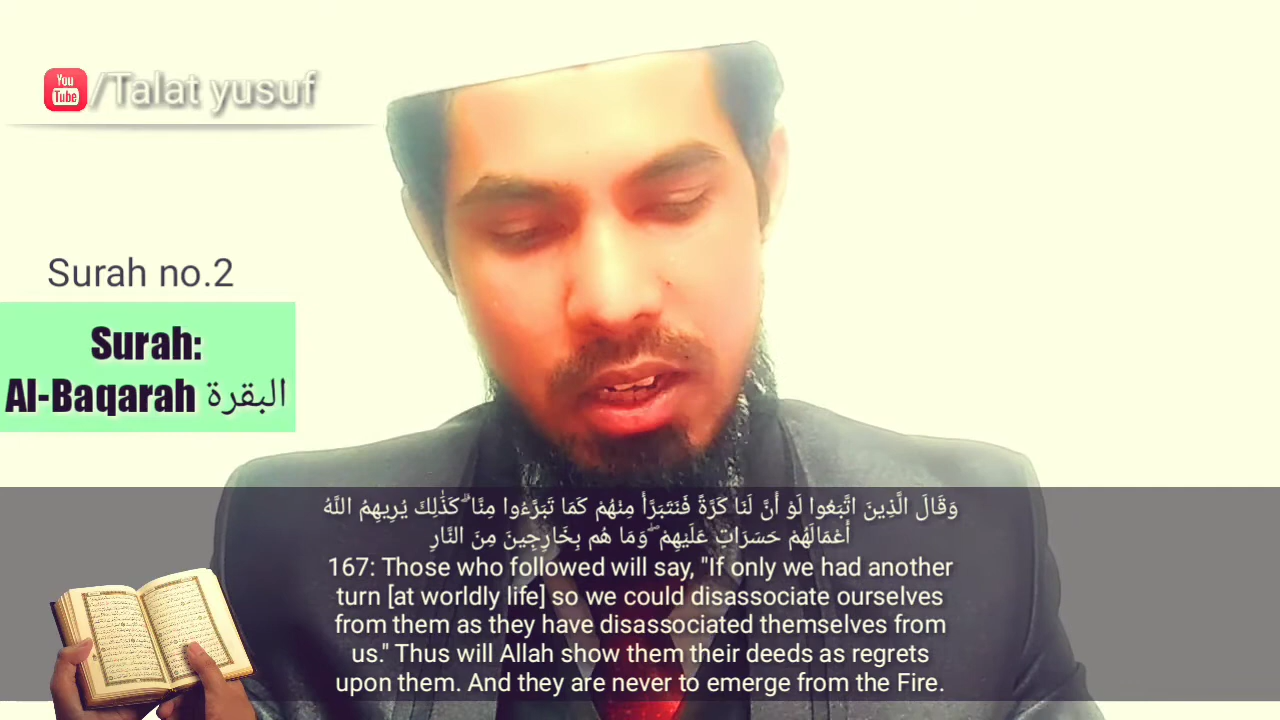 You
Tube
/Talat yusuf
Surah no.2
Surah:
Al-Baqarah البقرة
وَقَالَ الَّذِينَ اتَّبَعُوا لَوْ أَنَّ لَنَا كَرَّةً فَنَتَبَرَّأَ مِنْهُمْ كَمَا تَبَرَّءُوا مِنَّا ۗ كَذَٰلِكَ يُرِيهِمُ اللَّهُ
أَعْمَالَهُمْ حَسَرَاتٍ عَلَيْهِمْ ۖ وَمَا هُم بِخَارِجِينَ مِنَ النَّارِ
167: Those who followed will say, "If only we had another
turn [at worldly life] so we could disassociate ourselves
from them as they have disassociated themselves from
us." Thus will Allah show them their deeds as regrets
upon them. And they are never to emerge from the Fire.